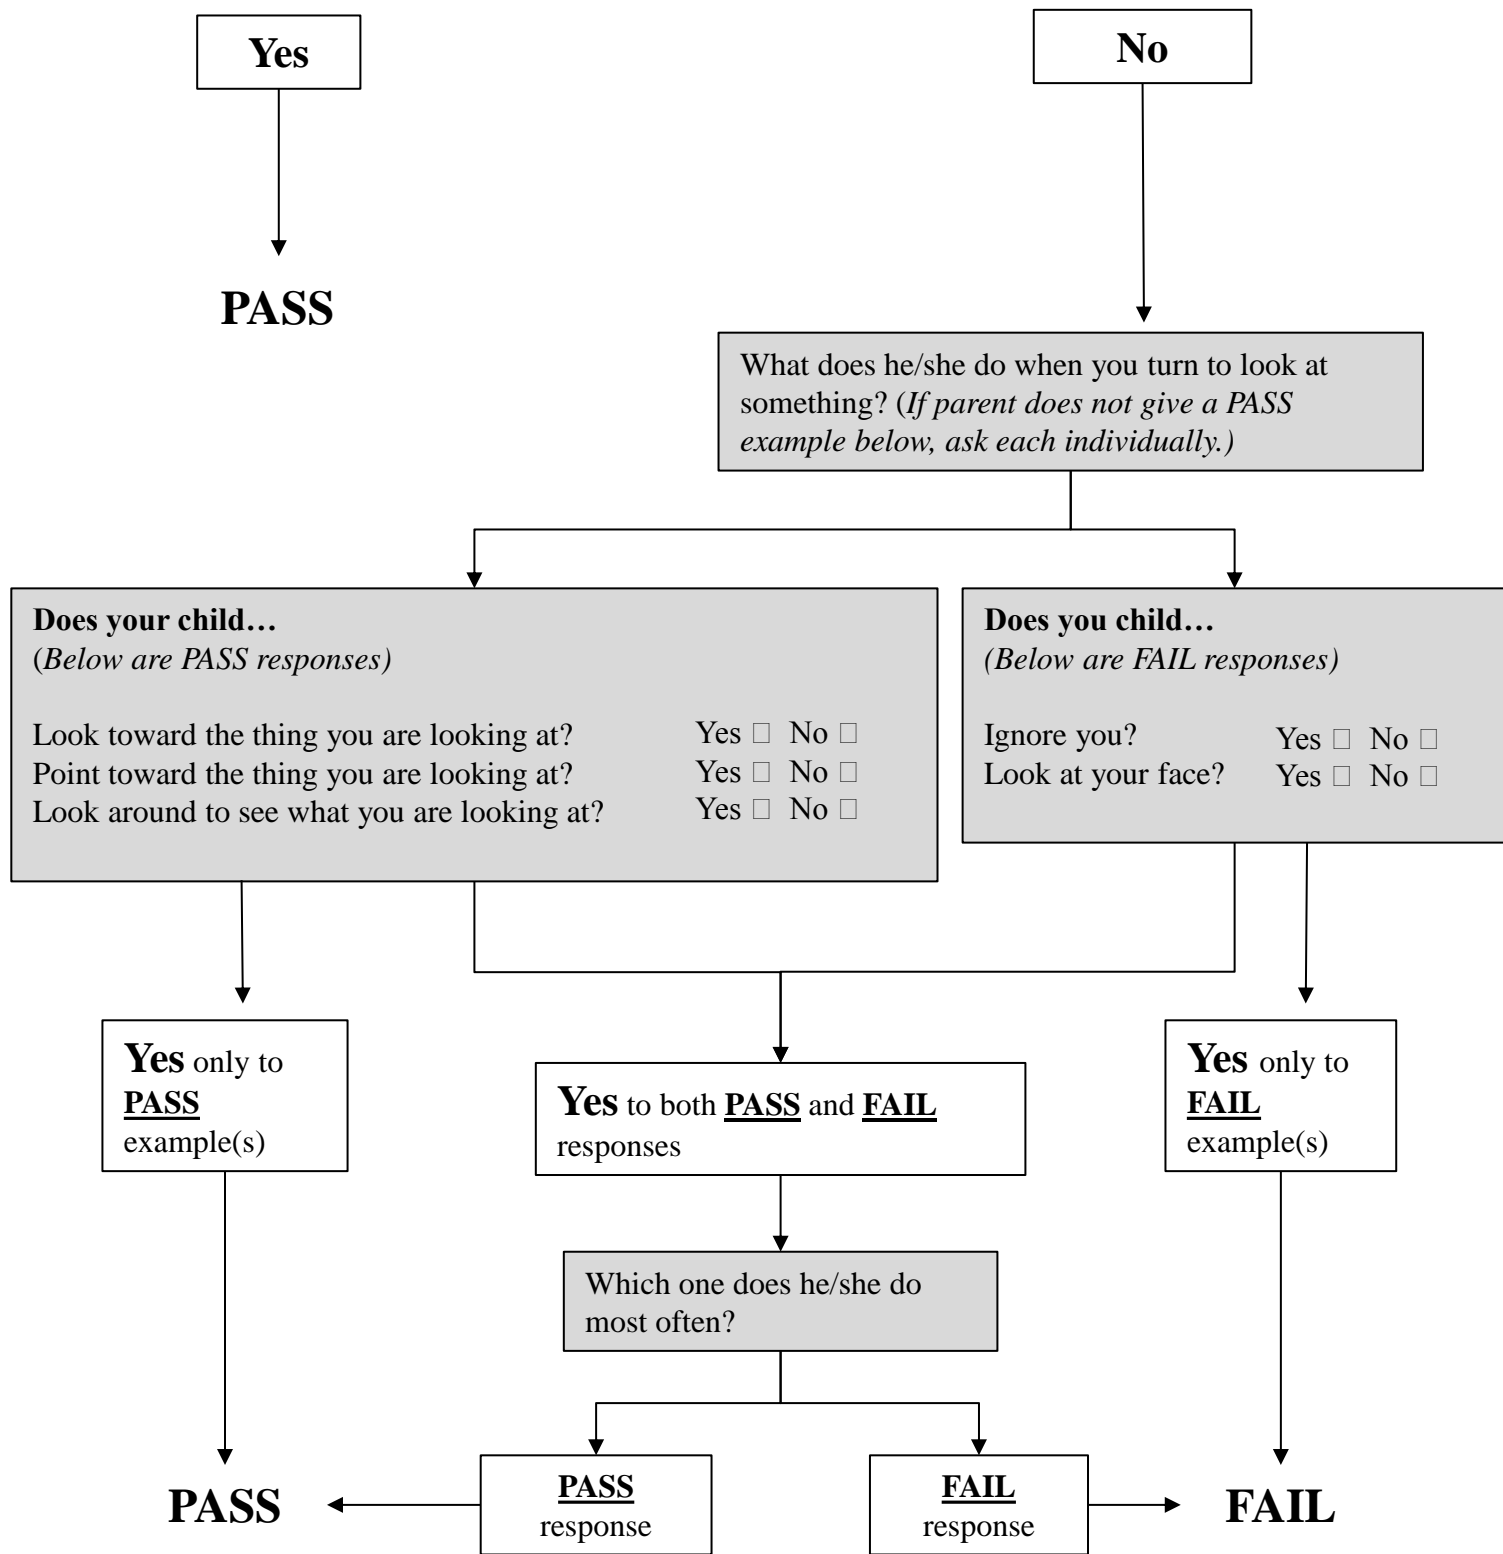 Yes
No
PASS
What does he/she do when you turn to look at
something? (If parent does not give a PASS
example below, ask each individually.)
Does your child…
(Below are PASS responses)
Look toward the thing you are looking at? Yes □ No □
Point toward the thing you are looking at? Yes □ No □
Look around to see what you are looking at? Yes □ No □
Does you child…
(Below are FAIL responses)
Ignore you? Yes □ No □
Look at your face? Yes □ No □
Yes only to
PASS
example(s)
Yes to both PASS and FAIL
responses
Yes only to
FAIL
example(s)
Which one does he/she do
most often?
PASS
PASS
response
FAIL
response
FAIL